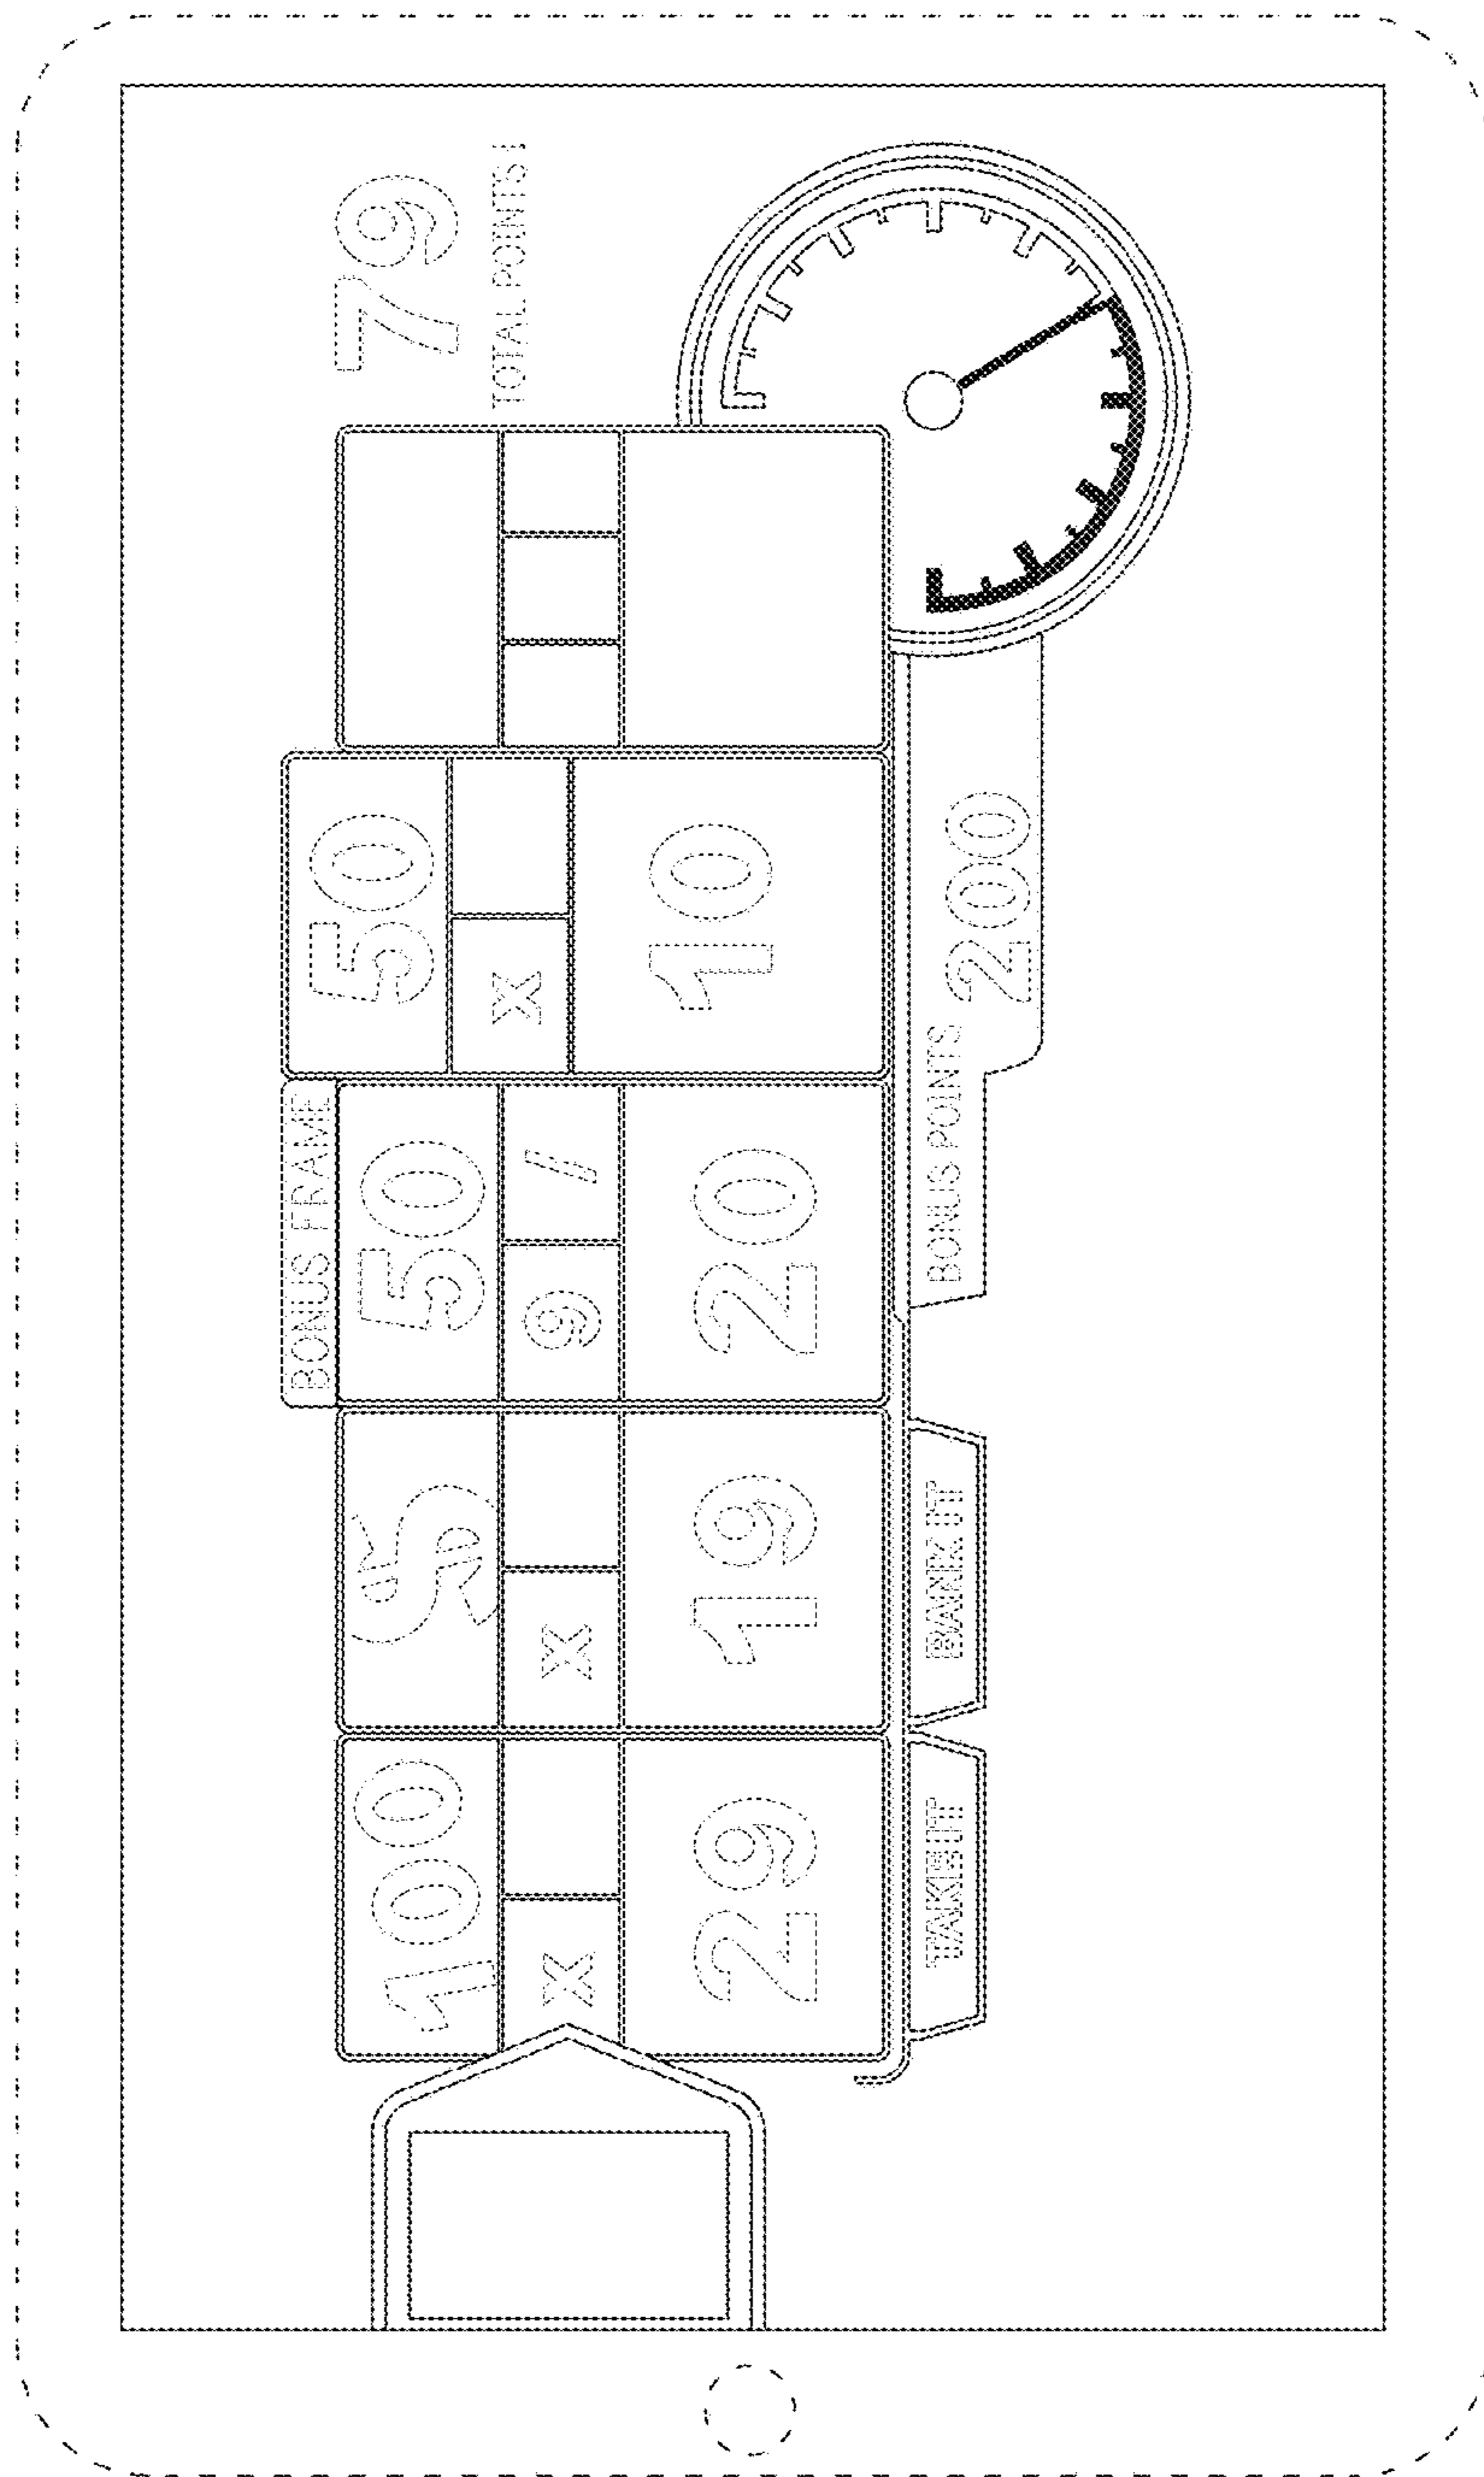 BONUS FRAME
100 50 50 79
TOTAL POINTS!
X X 9 / X
29 19 20 10
TAKE IT BANK IT BONUS POINTS 200